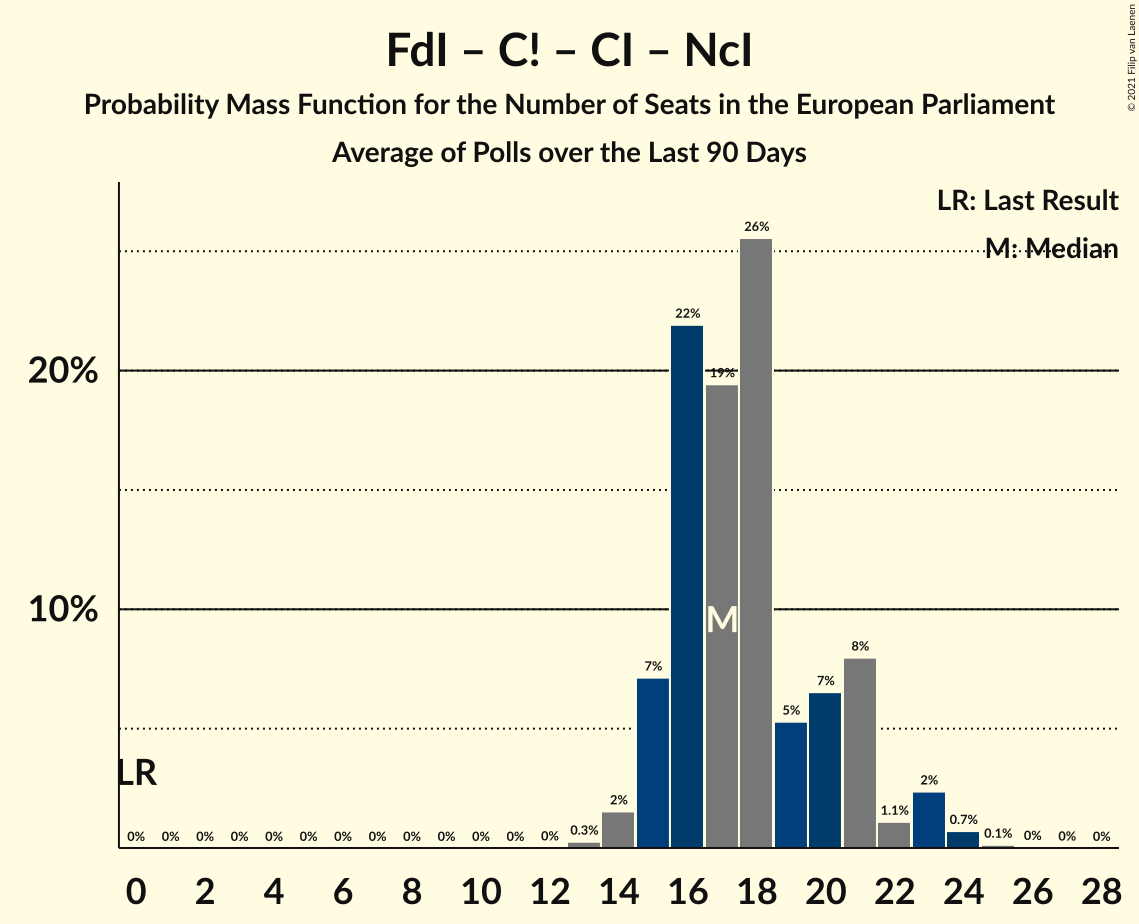 FdI – C! – CI – NcI
Probability Mass Function for the Number of Seats in the European Parliament
Average of Polls over the Last 90 Days
© 2021 Filip van Laenen
LR: Last Result
M: Median
26%
22%
20%
19%
10%
M
8%
7%
7%
5%
LR
2%
2%
1.1%
0.7%
0% 0% 0% 0% 0% 0% 0% 0% 0% 0% 0% 0% 0% 0.3% 0.1% 0% 0% 0%
0 2 4 6 8 10 12 14 16 18 20 22 24 26 28